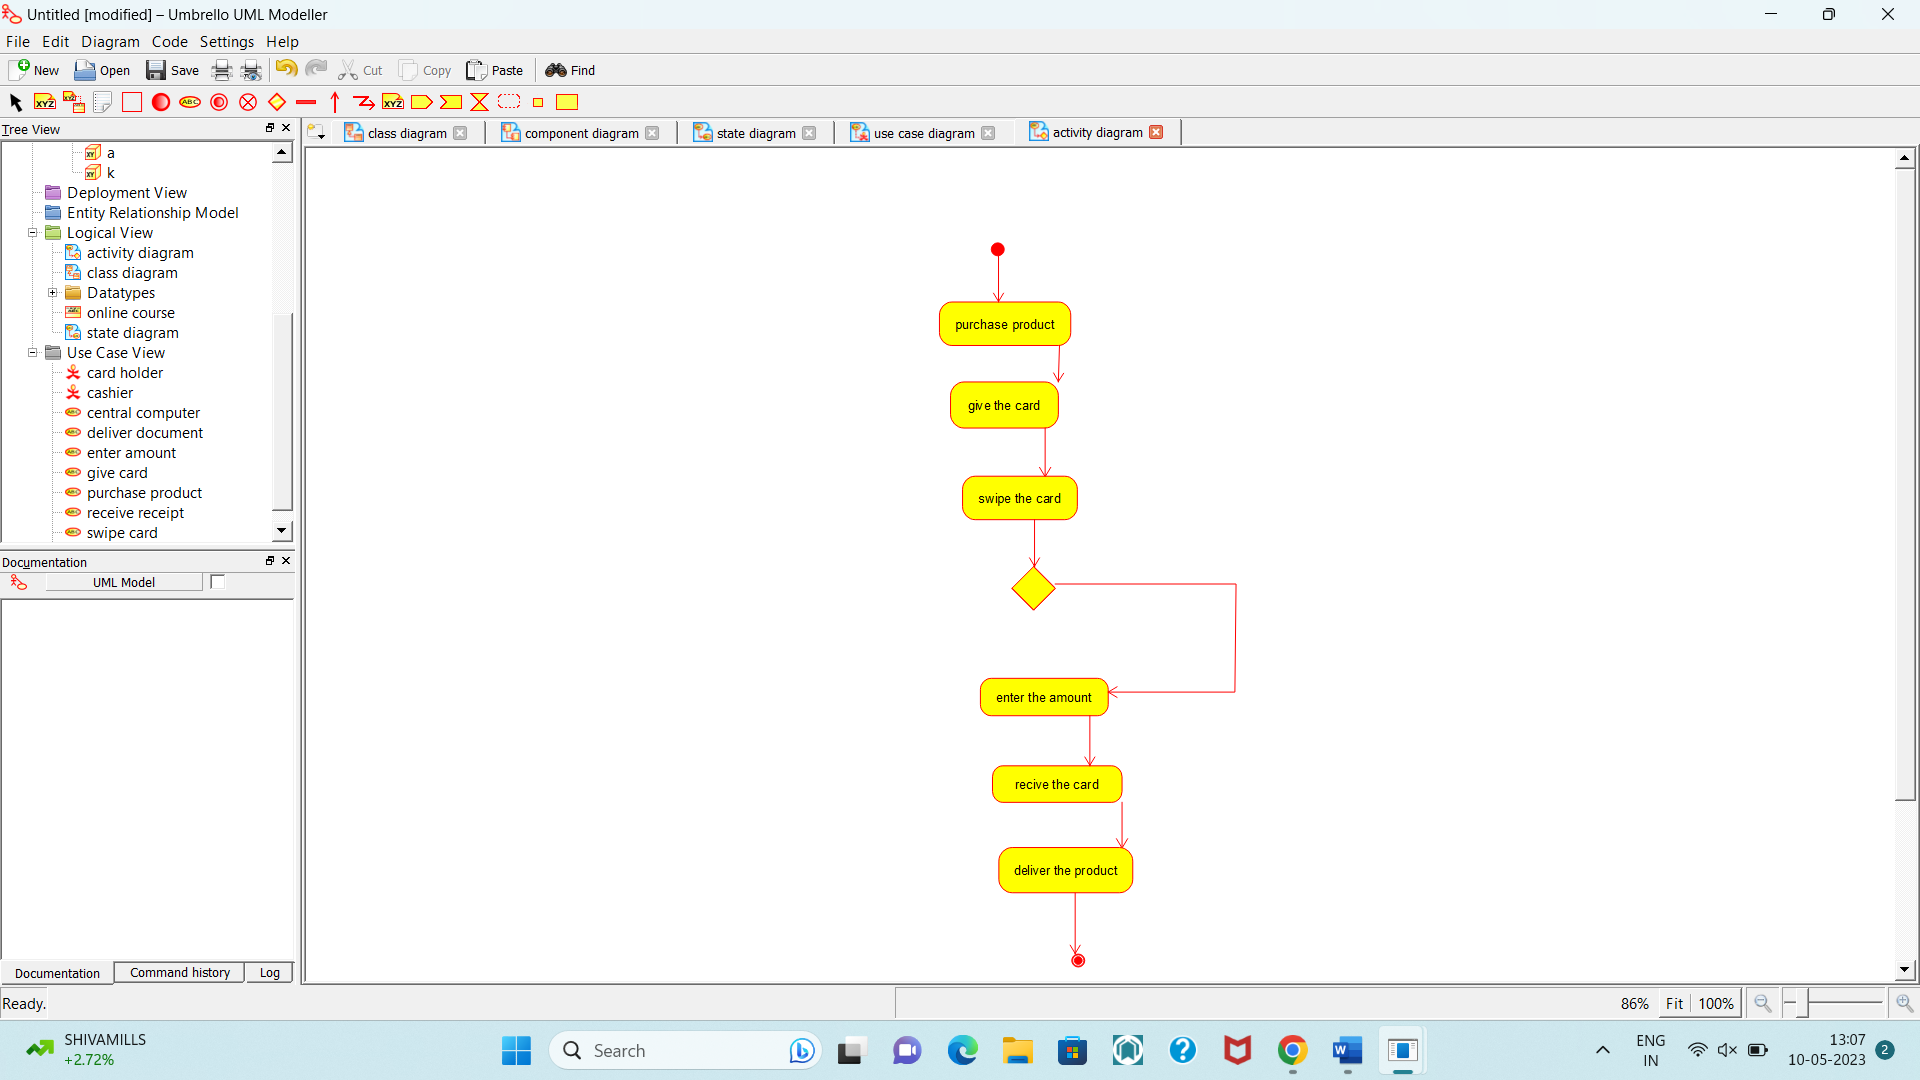 Untitled [modified] – Umbrello UML Modeller
File Edit Diagram Code Settings Help
New Open Save Cut Copy Paste Find
XYZ XYZ ABC XYZ
Tree View
class diagram component diagram state diagram use case diagram activity diagram
a
k
Deployment View
Entity Relationship Model
Logical View
activity diagram
class diagram
Datatypes
online course
state diagram
Use Case View
card holder
cashier
central computer
deliver document
enter amount
give card
purchase product
receive receipt
swipe card
Documentation
UML Model
Documentation Command history Log
purchase product
give the card
swipe the card
enter the amount
recive the card
deliver the product
Ready.
86% Fit 100%
SHIVAMILLS
+2.72%
Search
ENG
IN
13:07
10-05-2023
2